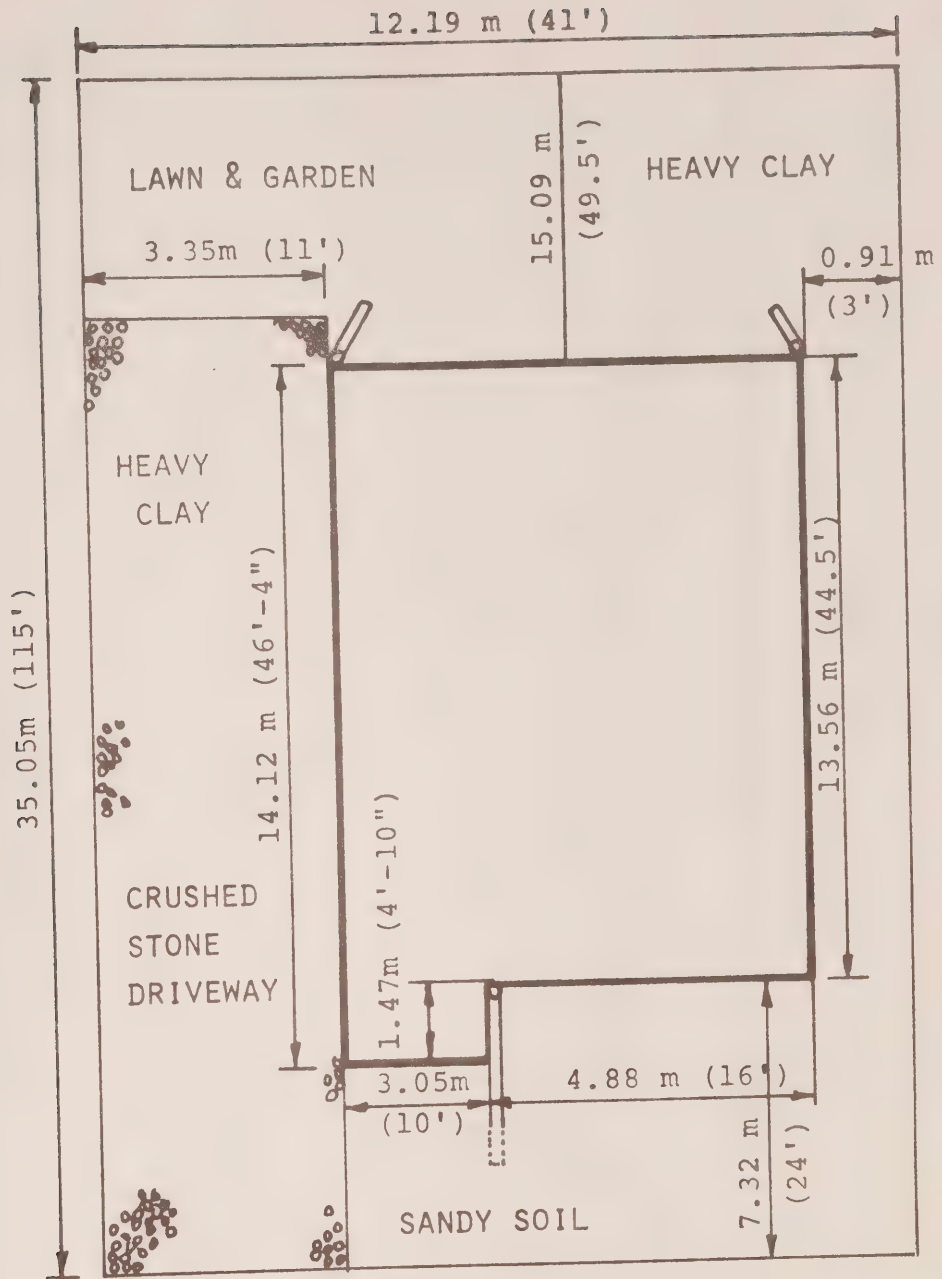 12.19 m (41')
LAWN & GARDEN
HEAVY CLAY
15.09 m
(49.5')
3.35m (11')
0.91 m
(3')
HEAVY
CLAY
35.05m (115')
14.12 m (46'-4")
13.56 m (44.5')
1.47m (4'-10")
CRUSHED
STONE
DRIVEWAY
3.05m
(10')
4.88 m (16')
7.32 m
(24')
SANDY SOIL